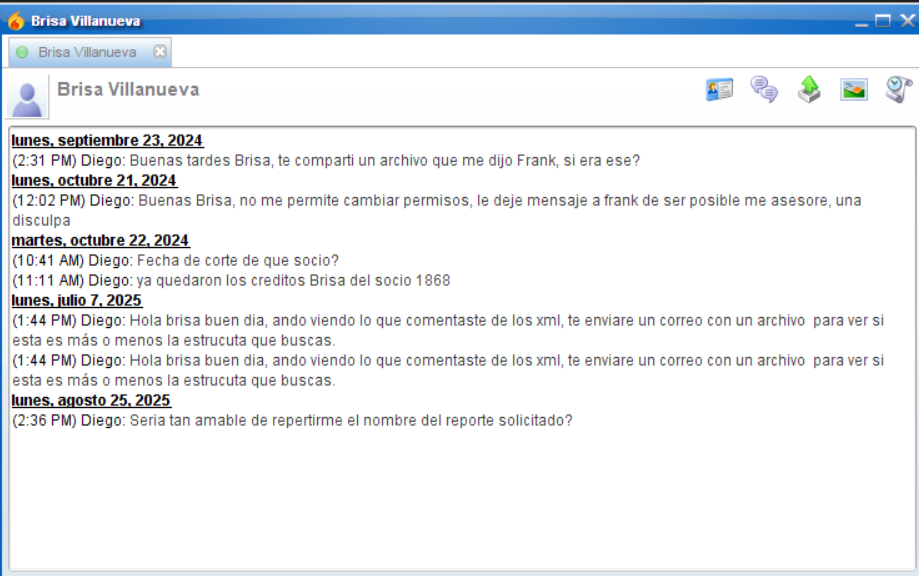 Brisa Villanueva
Brisa Villanueva
Brisa Villanueva
lunes, septiembre 23, 2024
(2:31 PM) Diego: Buenas tardes Brisa, te comparti un archivo que me dijo Frank, si era ese?
lunes, octubre 21, 2024
(12:02 PM) Diego: Buenas Brisa, no me permite cambiar permisos, le deje mensaje a frank de ser posible me asesore, una
disculpa
martes, octubre 22, 2024
(10:41 AM) Diego: Fecha de corte de que socio?
(11:11 AM) Diego: ya quedaron los creditos Brisa del socio 1868
lunes, julio 7, 2025
(1:44 PM) Diego: Hola brisa buen dia, ando viendo lo que comentaste de los xml, te enviare un correo con un archivo  para ver si
esta es más o menos la estrucuta que buscas.
(1:44 PM) Diego: Hola brisa buen dia, ando viendo lo que comentaste de los xml, te enviare un correo con un archivo  para ver si
esta es más o menos la estrucuta que buscas.
lunes, agosto 25, 2025
(2:36 PM) Diego: Seria tan amable de repertirme el nombre del reporte solicitado?